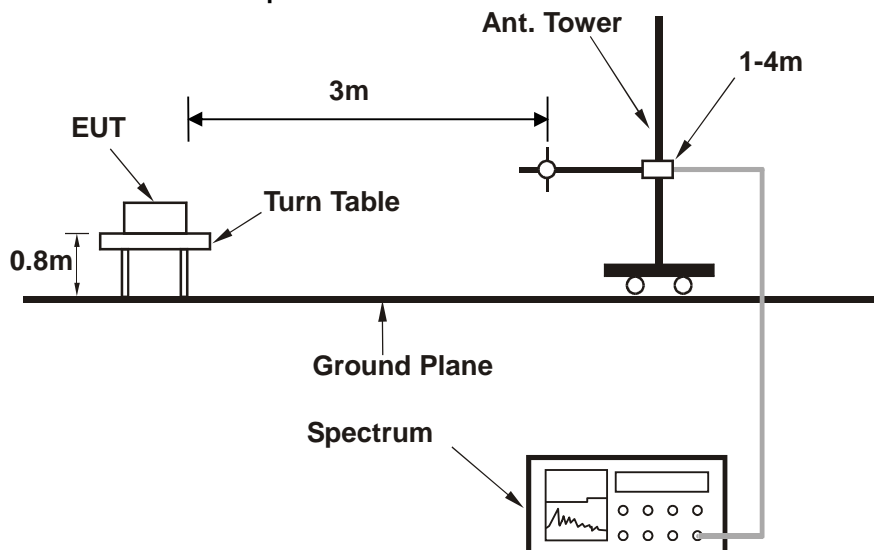 Ant. Tower
1-4m
3m
EUT
Turn Table
0.8m
Ground Plane
Spectrum